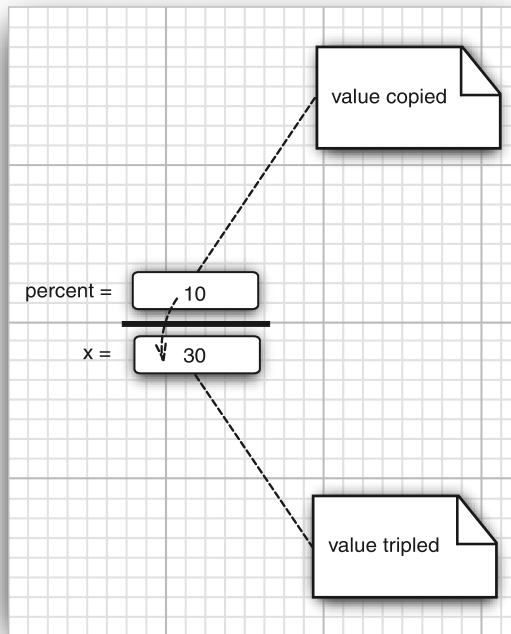 value copied
percent = 10
x = 30
value tripled